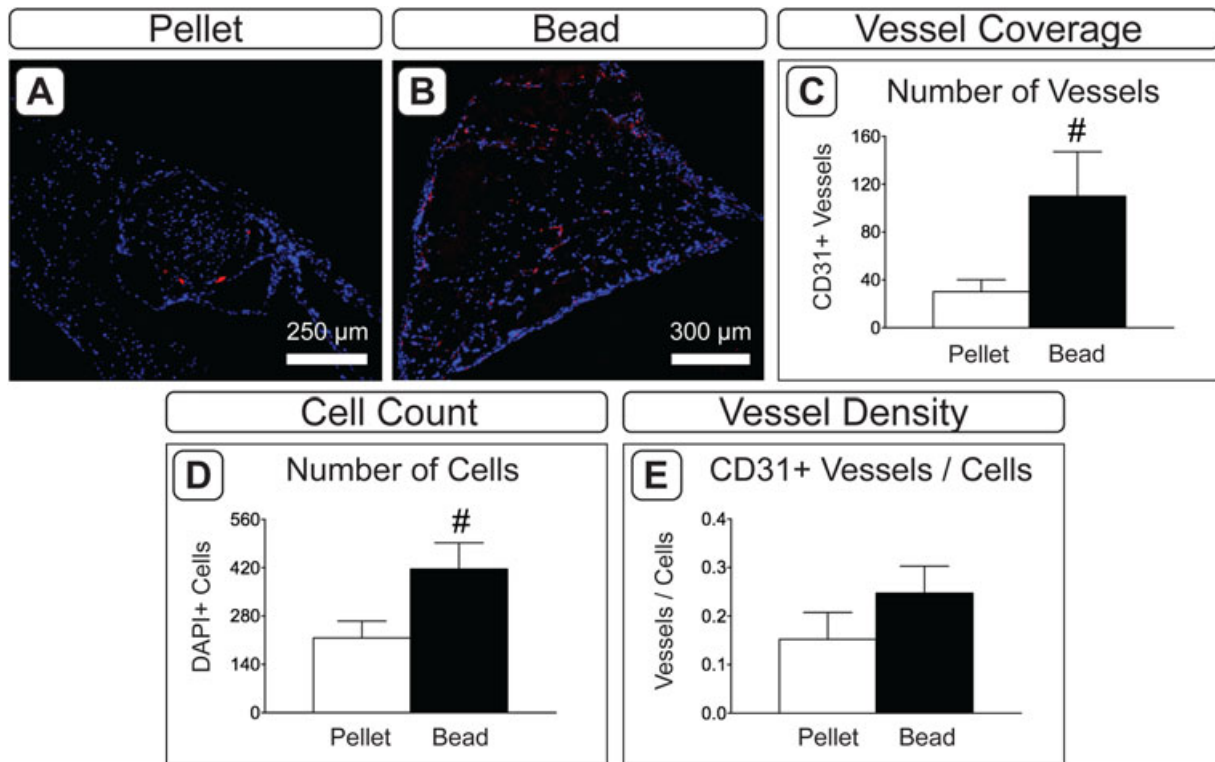 Pellet
Bead
Vessel Coverage
A
B
C
Number of Vessels
#
160
120
80
40
0
CD31+ Vessels
Pellet
Bead
250 µm
300 µm
Cell Count
Vessel Density
D
Number of Cells
#
560
420
280
140
0
DAPI+ Cells
Pellet
Bead
E
CD31+ Vessels / Cells
0.4
0.3
0.2
0.1
0.0
Vessels / Cells
Pellet
Bead